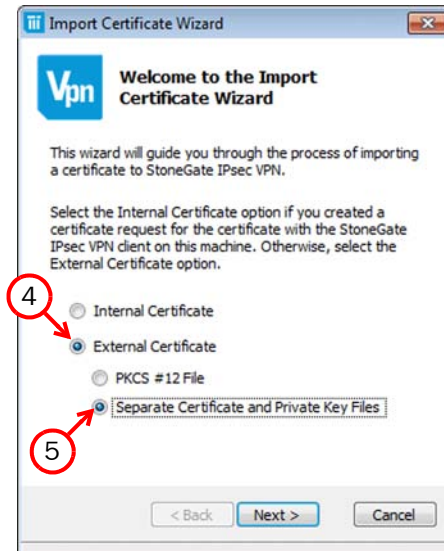 Import Certificate Wizard
Vpn
Welcome to the Import
Certificate Wizard
This wizard will guide you through the process of importing
a certificate to StoneGate IPsec VPN.
Select the Internal Certificate option if you created a
certificate request for the certificate with the StoneGate
IPsec VPN client on this machine. Otherwise, select the
External Certificate option.
4
Internal Certificate
External Certificate
PKCS #12 File
Separate Certificate and Private Key Files
5
< Back
Next >
Cancel